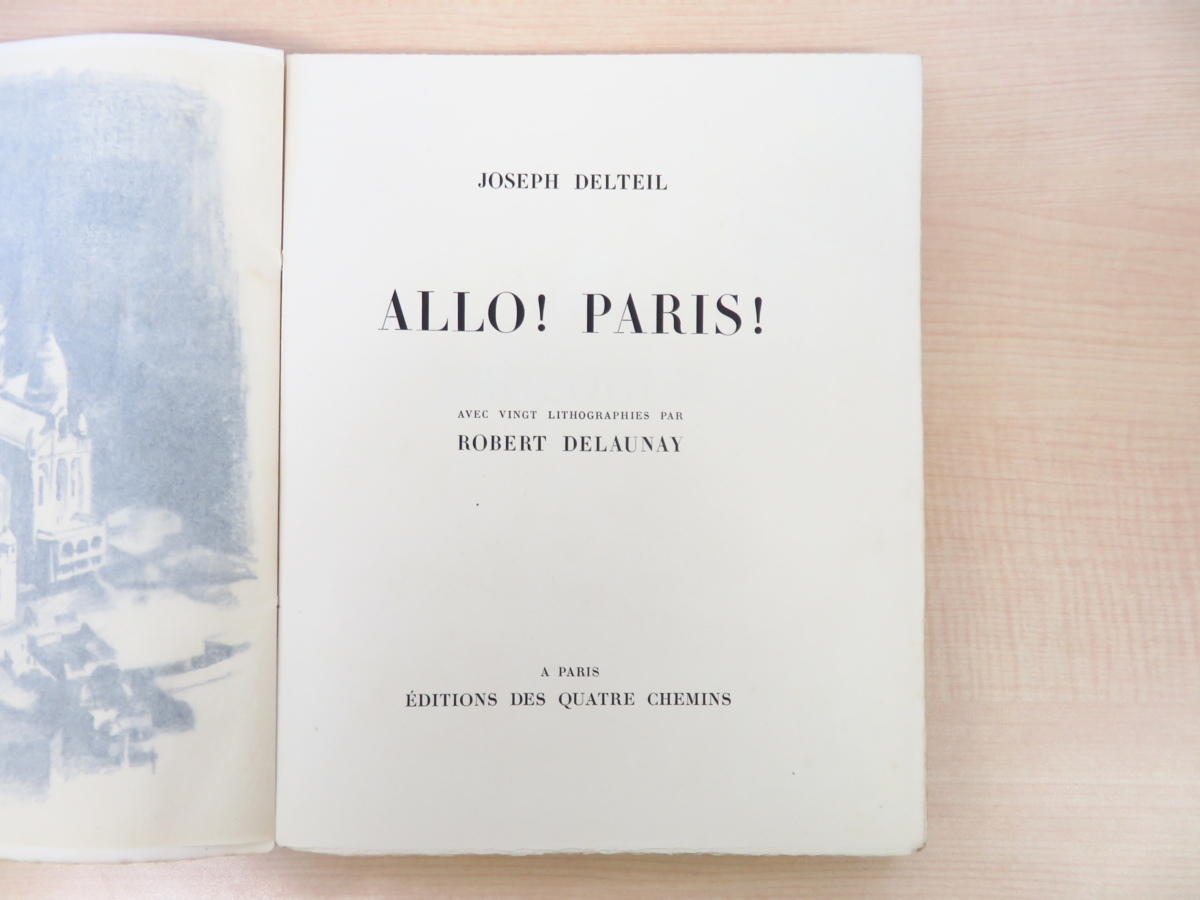 JOSEPH DELTEIL
ALLO! PARIS!
AVEC VINGT LITHOGRAPHIES PAR
ROBERT DELAUNAY
A PARIS
ÉDITIONS DES QUATRE CHEMINS